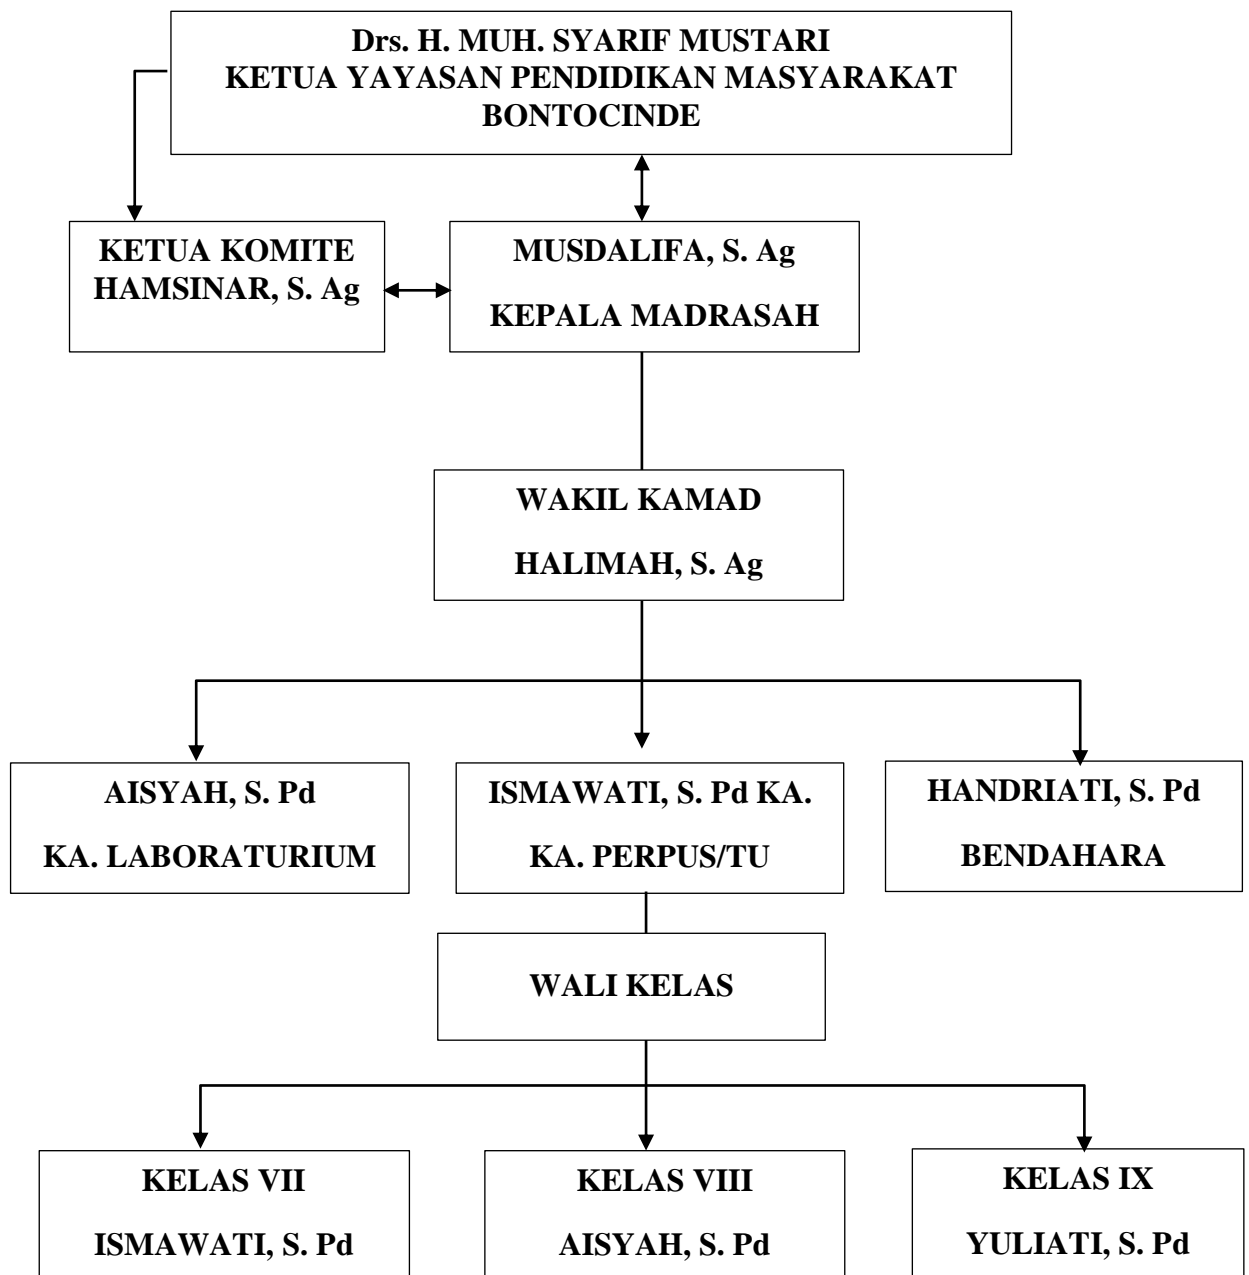 Drs. H. MUH. SYARIF MUSTARI
KETUA YAYASAN PENDIDIKAN MASYARAKAT
BONTOCINDE
KETUA KOMITE
HAMSINAR, S. Ag
MUSDALIFA, S. Ag
KEPALA MADRASAH
WAKIL KAMAD
HALIMAH, S. Ag
AISYAH, S. Pd
KA. LABORATURIUM
ISMAWATI, S. Pd KA.
KA. PERPUS/TU
HANDRIATI, S. Pd
BENDAHARA
WALI KELAS
KELAS VII
ISMAWATI, S. Pd
KELAS VIII
AISYAH, S. Pd
KELAS IX
YULIATI, S. Pd